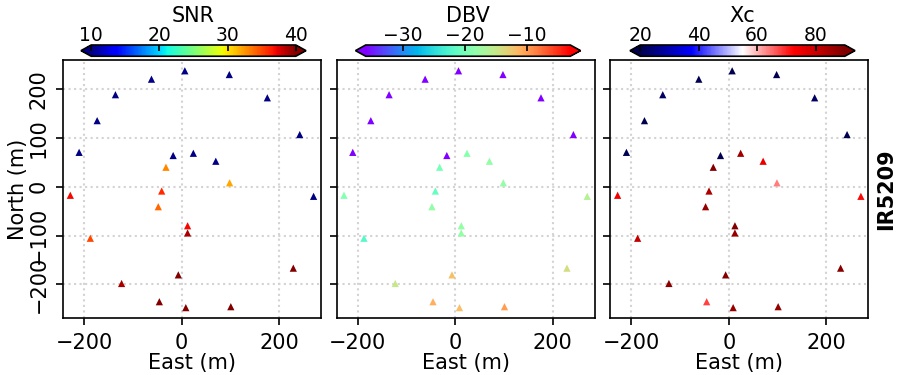 SNR DBV Xc
10 20 30 40 −30 −20 −10 20 40 60 80
200
100
0
−100
−200
North (m)
IR5209
−200 0 200 −200 0 200 −200 0 200
East (m) East (m) East (m)